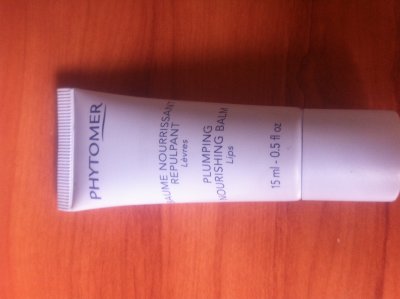 PHYTOMER
BAUME NOURRISSANT
REPULPANT
Lèvres
PLUMPING
NOURISHING BALM
Lips
15 ml - 0.5 fl oz